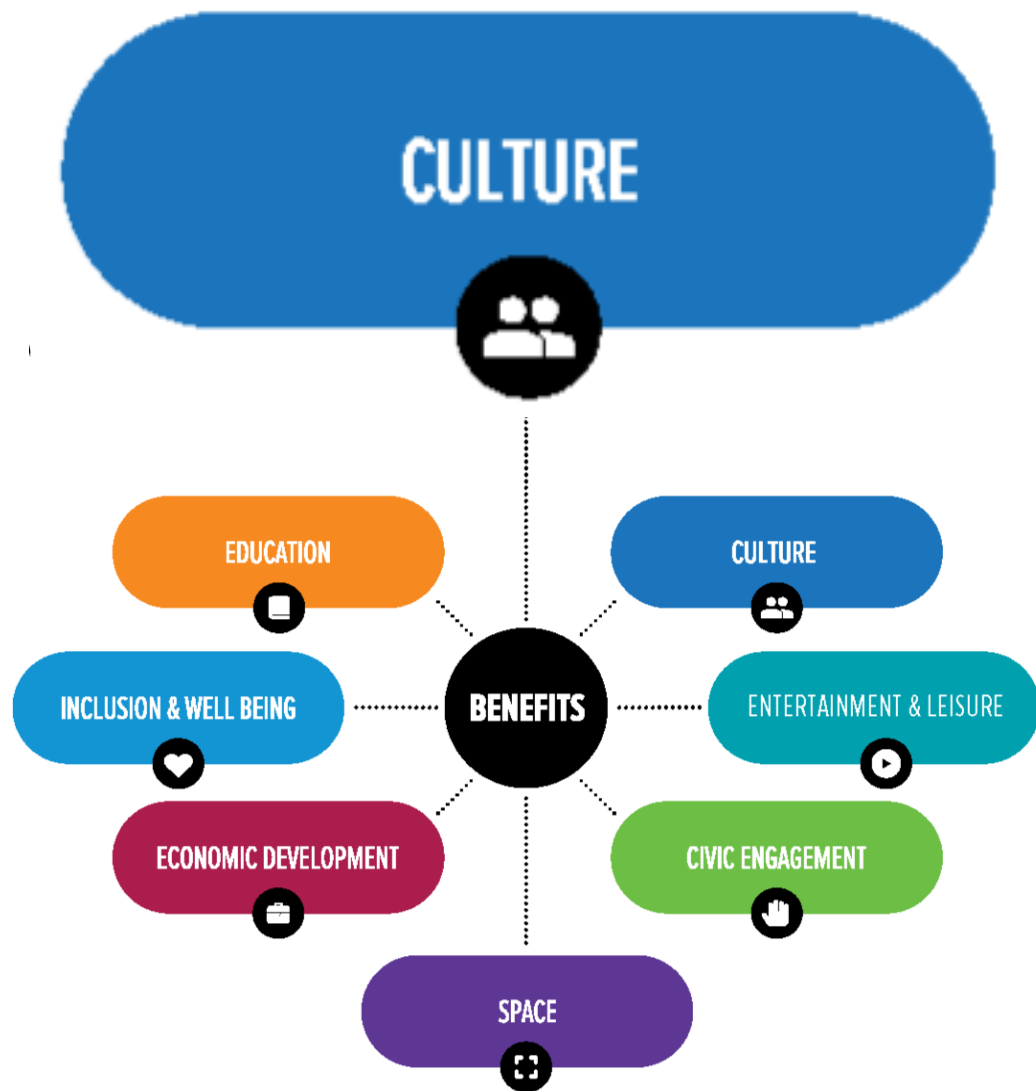 CULTURE
EDUCATION
CULTURE
INCLUSION & WELL BEING
BENEFITS
ENTERTAINMENT & LEISURE
ECONOMIC DEVELOPMENT
CIVIC ENGAGEMENT
SPACE